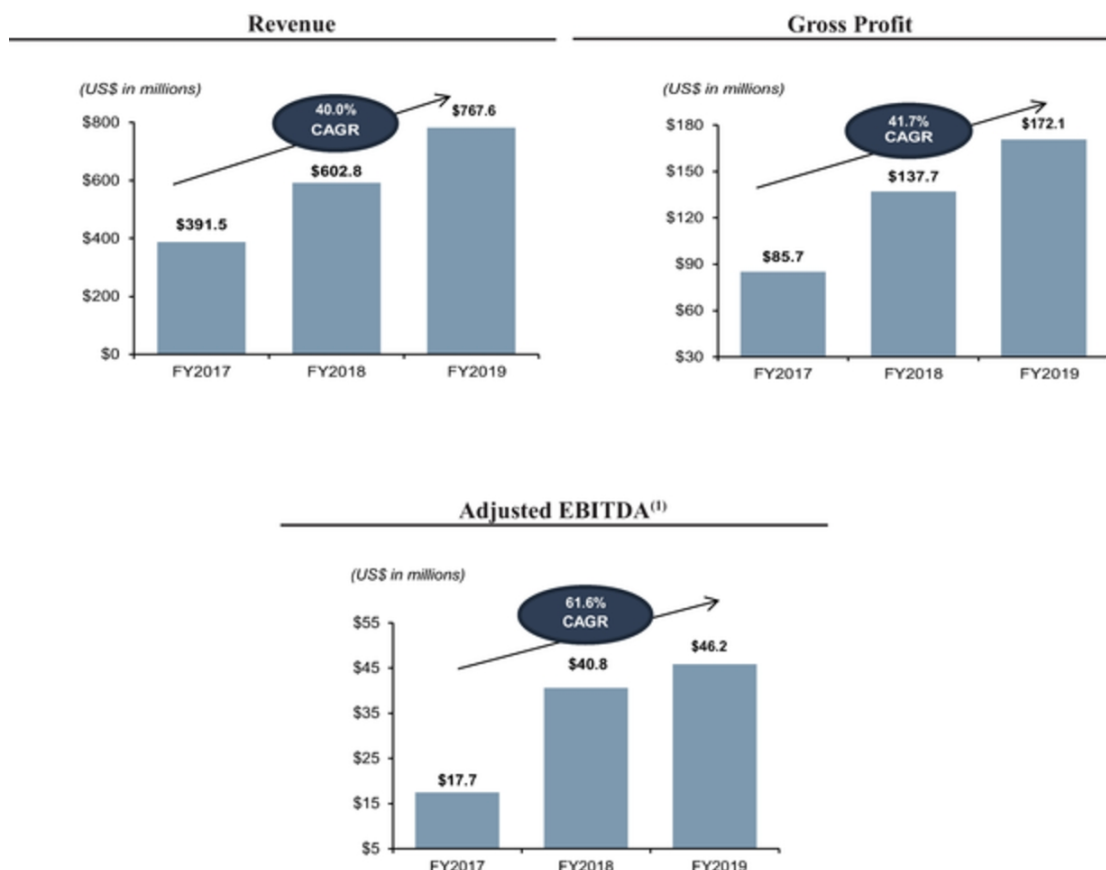 Revenue
(US$ in millions)
40.0%
CAGR
$767.6
$800
$602.8
$600
$391.5
$400
$200
$0
FY2017 FY2018 FY2019
Gross Profit
(US$ in millions)
41.7%
CAGR
$172.1
$180
$137.7
$150
$120
$85.7
$90
$60
$30
FY2017 FY2018 FY2019
Adjusted EBITDA(1)
(US$ in millions)
61.6%
CAGR
$55
$46.2
$40.8
$45
$35
$25
$17.7
$15
$5
FY2017 FY2018 FY2019